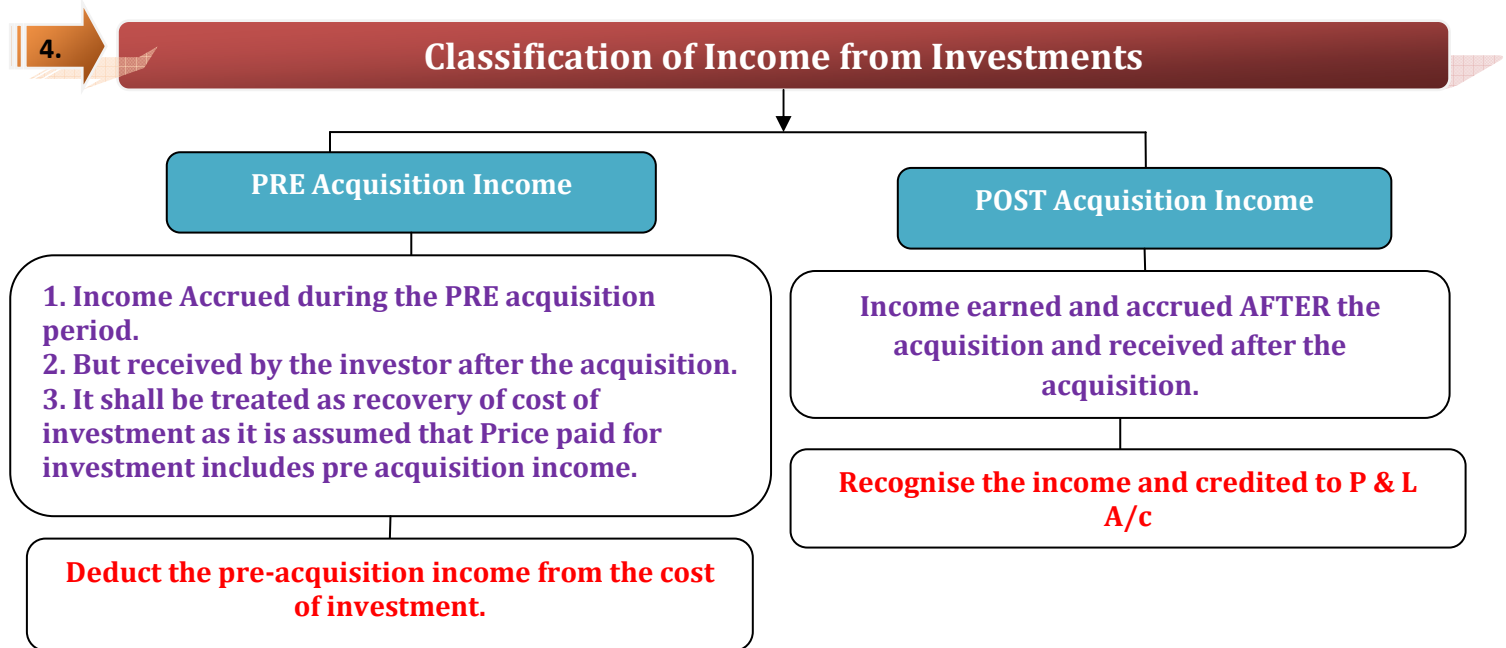 4.
Classification of Income from Investments
PRE Acquisition Income
1. Income Accrued during the PRE acquisition
period.
2. But received by the investor after the acquisition.
3. It shall be treated as recovery of cost of
investment as it is assumed that Price paid for
investment includes pre acquisition income.
Deduct the pre-acquisition income from the cost
of investment.
POST Acquisition Income
Income earned and accrued AFTER the
acquisition and received after the
acquisition.
Recognise the income and credited to P & L
A/c